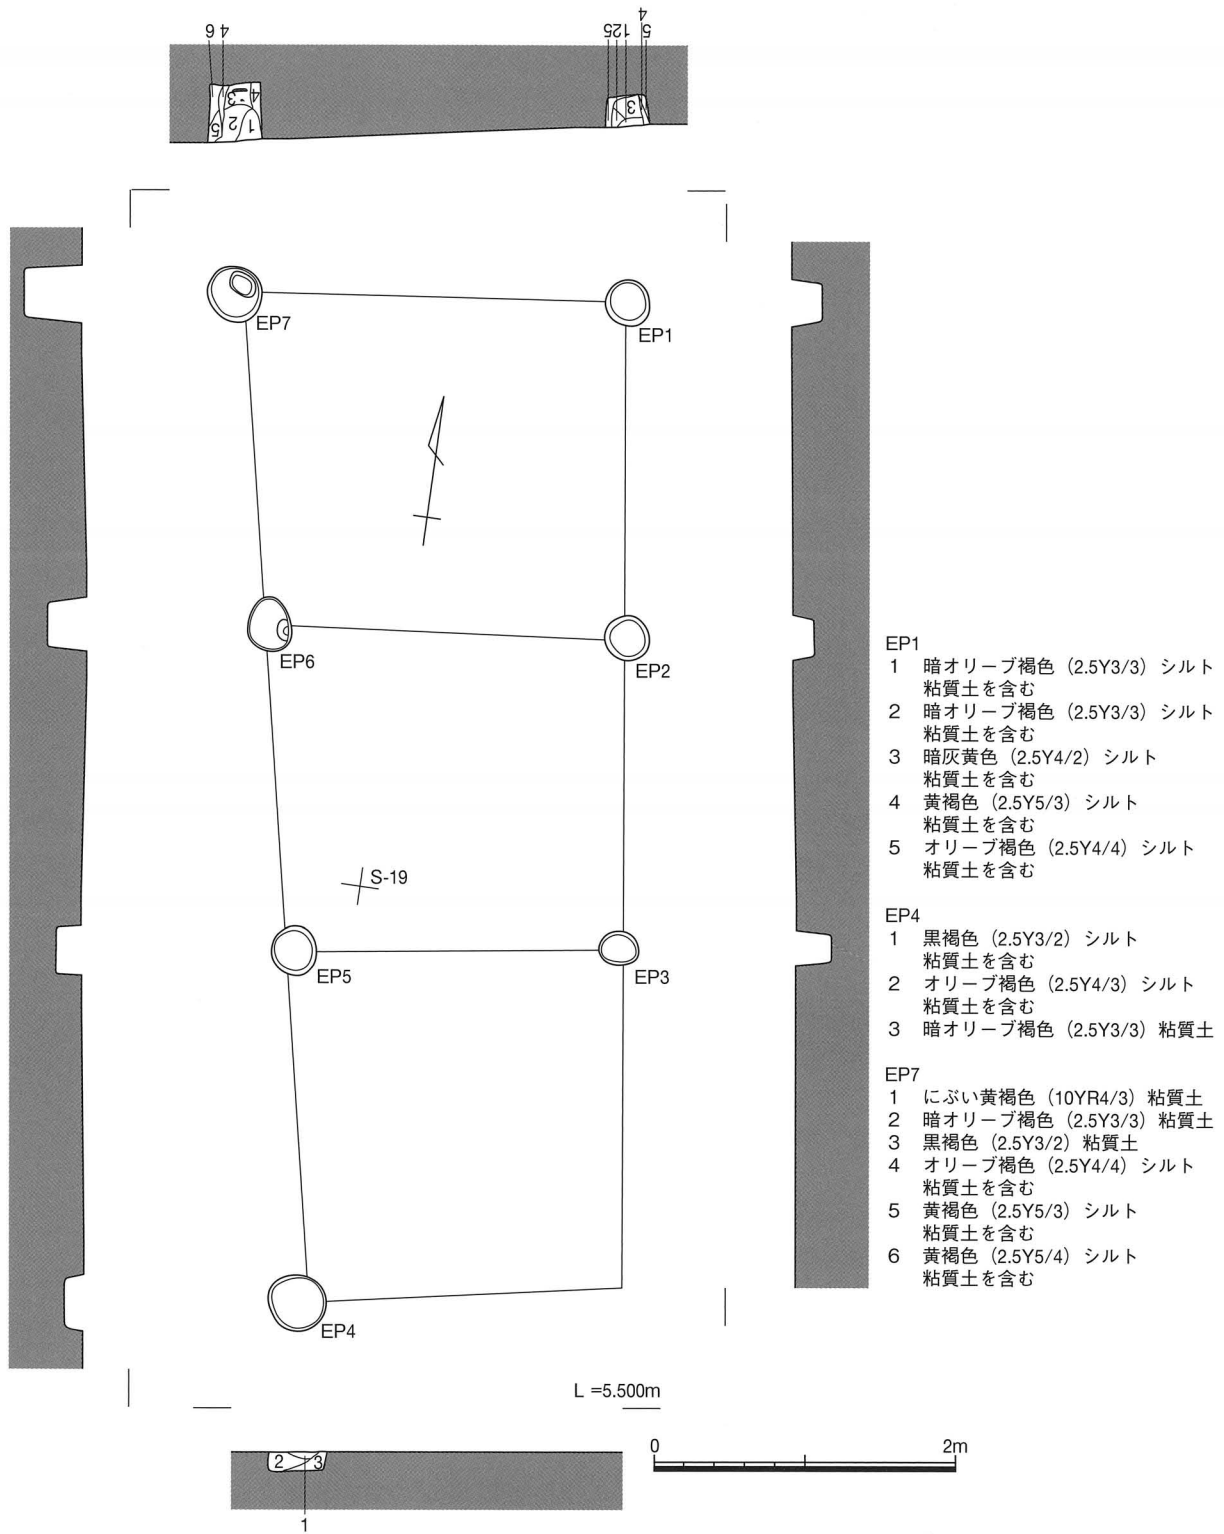 6 4
5 2 1 4 5
5 2 3 1 4
3
EP7
EP1
EP6
EP2
S-19
EP5
EP3
EP4
L =5.500m
2 3
1
0 2m
EP1
1 暗オリーブ褐色（2.5Y3/3）シルト
粘質土を含む
2 暗オリーブ褐色（2.5Y3/3）シルト
粘質土を含む
3 暗灰黄色（2.5Y4/2）シルト
粘質土を含む
4 黄褐色（2.5Y5/3）シルト
粘質土を含む
5 オリーブ褐色（2.5Y4/4）シルト
粘質土を含む
EP4
1 黒褐色（2.5Y3/2）シルト
粘質土を含む
2 オリーブ褐色（2.5Y4/3）シルト
粘質土を含む
3 暗オリーブ褐色（2.5Y3/3）粘質土
EP7
1 にぶい黄褐色（10YR4/3）粘質土
2 暗オリーブ褐色（2.5Y3/3）粘質土
3 黒褐色（2.5Y3/2）粘質土
4 オリーブ褐色（2.5Y4/4）シルト
粘質土を含む
5 黄褐色（2.5Y5/3）シルト
粘質土を含む
6 黄褐色（2.5Y5/4）シルト
粘質土を含む